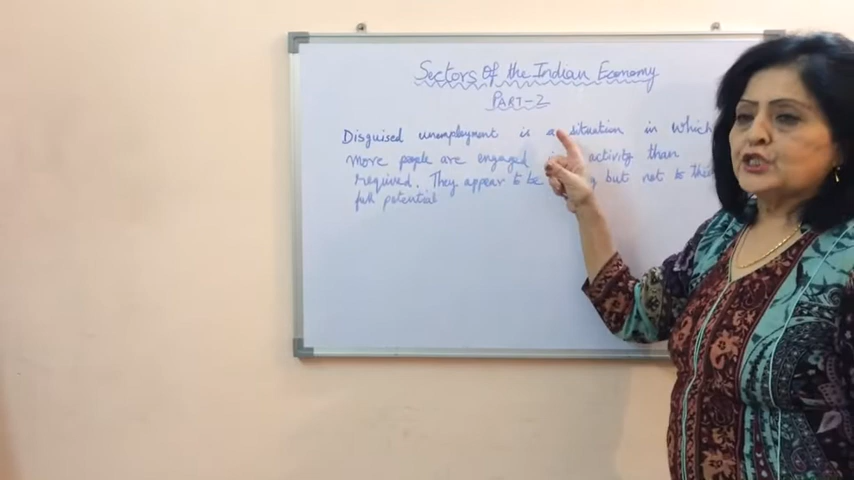 Sectors of the Indian Economy
PART-2
Disguised unemployment is a situation in which
more people are engaged activity than
required. They appear to be but not to their
full potential